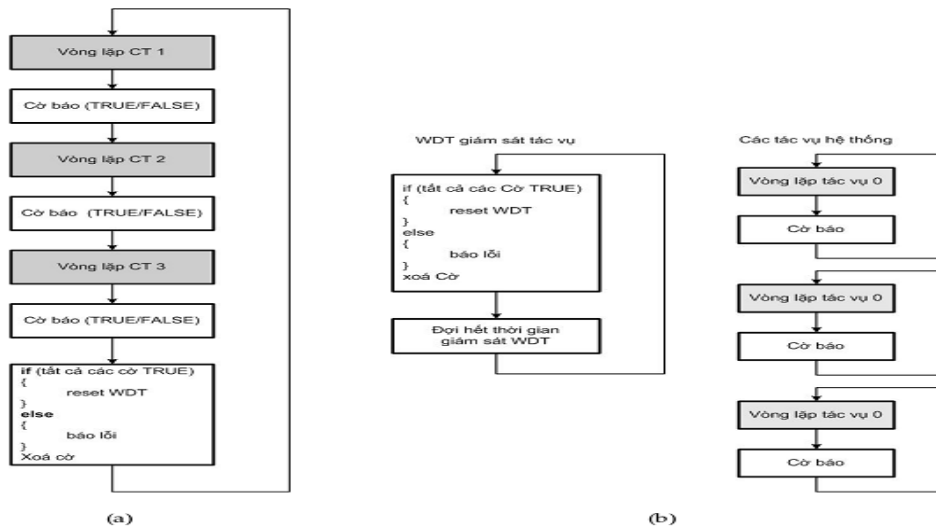 Vòng lặp CT 1
Cờ báo (TRUE/FALSE)
Vòng lặp CT 2
Cờ báo (TRUE/FALSE)
Vòng lặp CT 3
Cờ báo (TRUE/FALSE)
if (tất cả các cờ TRUE)
{
reset WDT
}
else
{
báo lỗi
}
Xoá cờ
(a)
WDT giám sát tác vụ
if (tất cả các Cờ TRUE)
{
reset WDT
}
else
{
báo lỗi
}
xoá Cờ
Đợi hết thời gian
giám sát WDT
Các tác vụ hệ thống
Vòng lặp tác vụ 0
Cờ báo
Vòng lặp tác vụ 0
Cờ báo
Vòng lặp tác vụ 0
Cờ báo
(b)